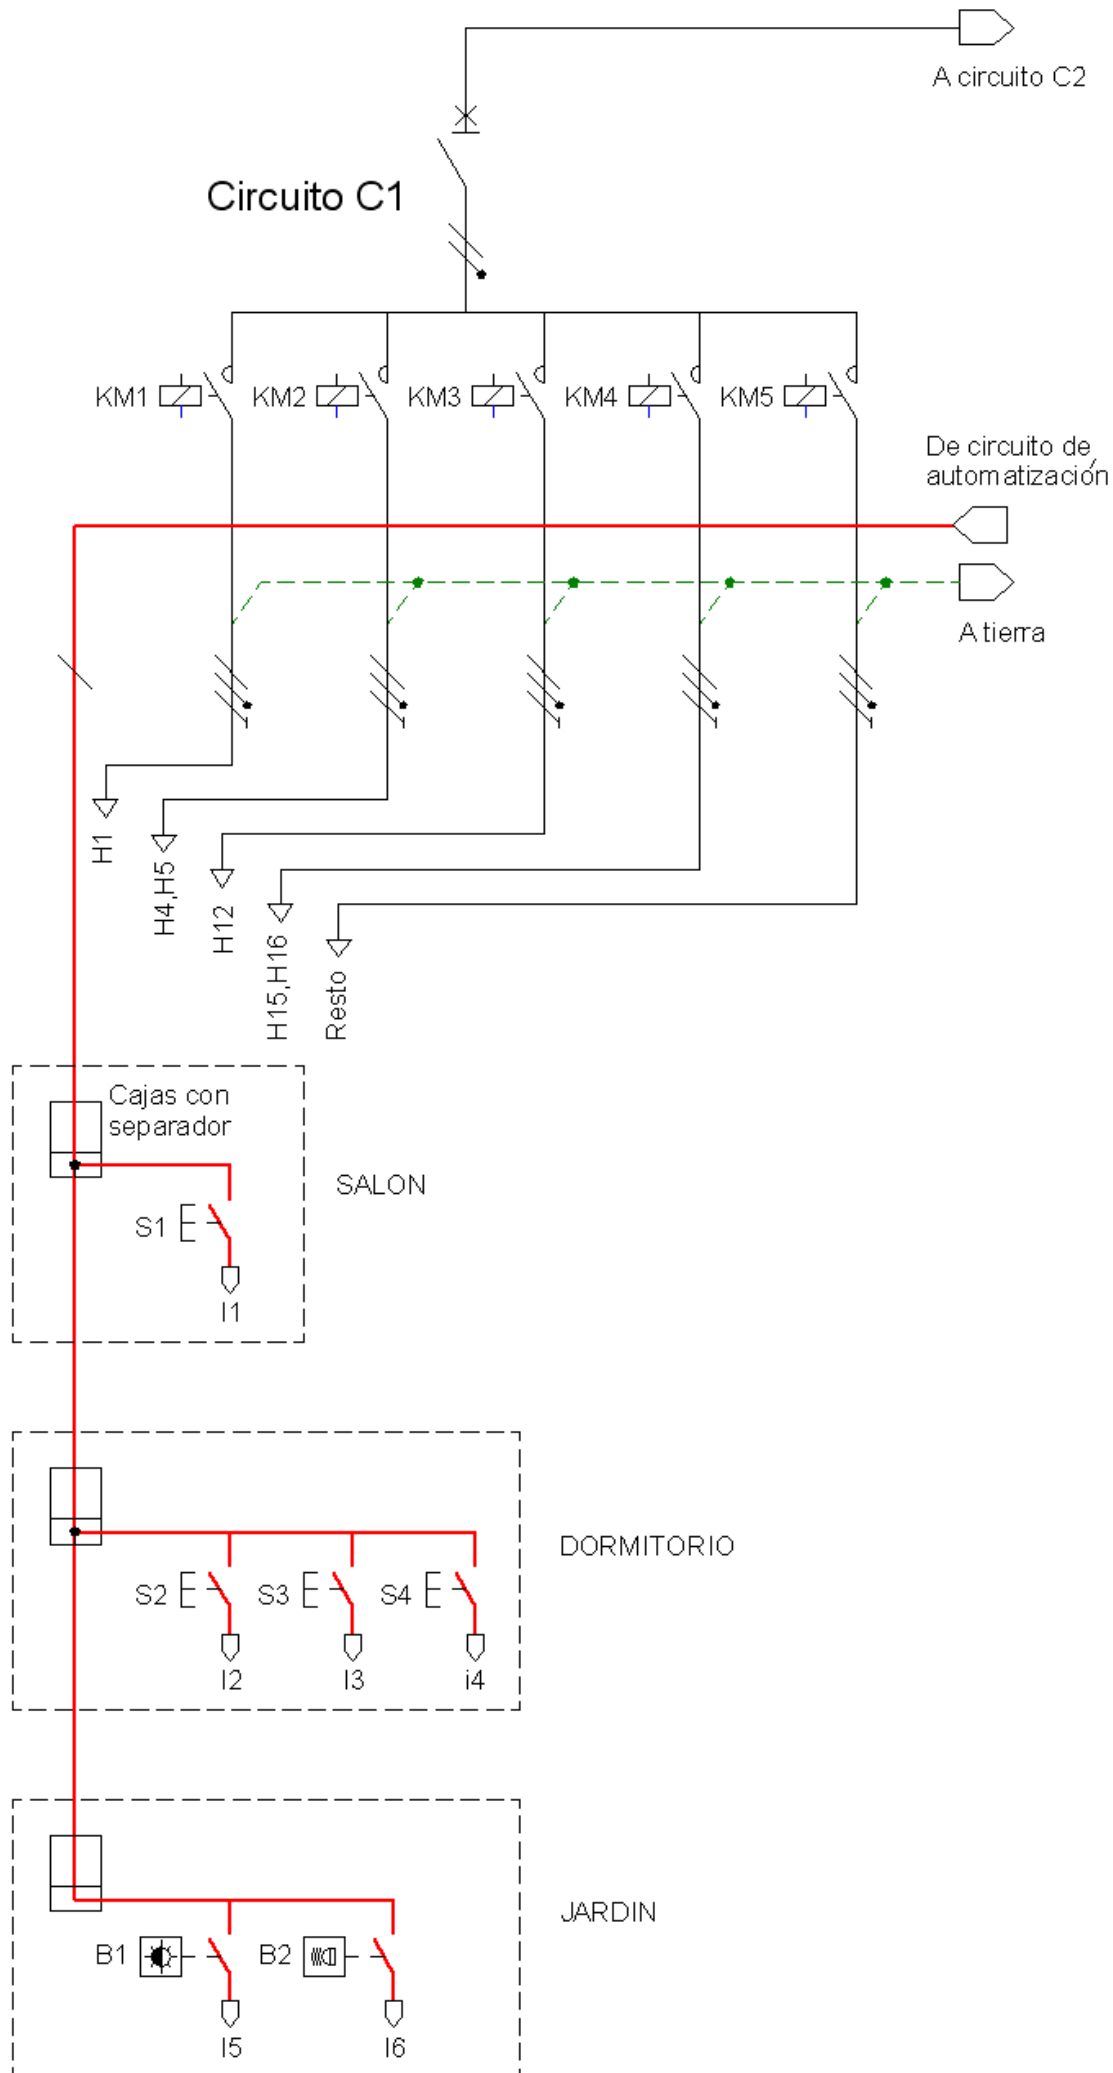 A circuito C2
Circuito C1
KM1
KM2
KM3
KM4
KM5
De circuito de
automatización
A tierra
H1
H4,H5
H12
H15,H16
Resto
Cajas con
separador
SALON
S1
I1
DORMITORIO
S2
S3
S4
I2
I3
i4
JARDIN
B1
B2
I5
I6